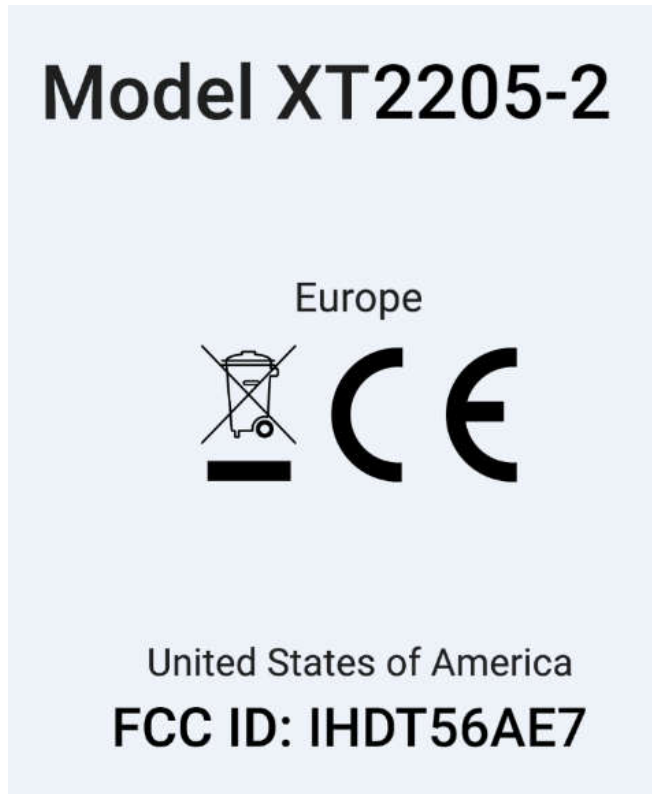 Model XT2205-2
Europe
CE
United States of America
FCC ID: IHDT56AE7